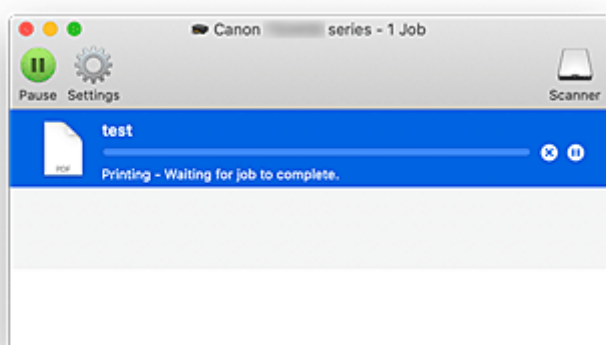 Canon series - 1 Job
Pause Settings
Scanner
test
PDF
Printing - Waiting for job to complete.